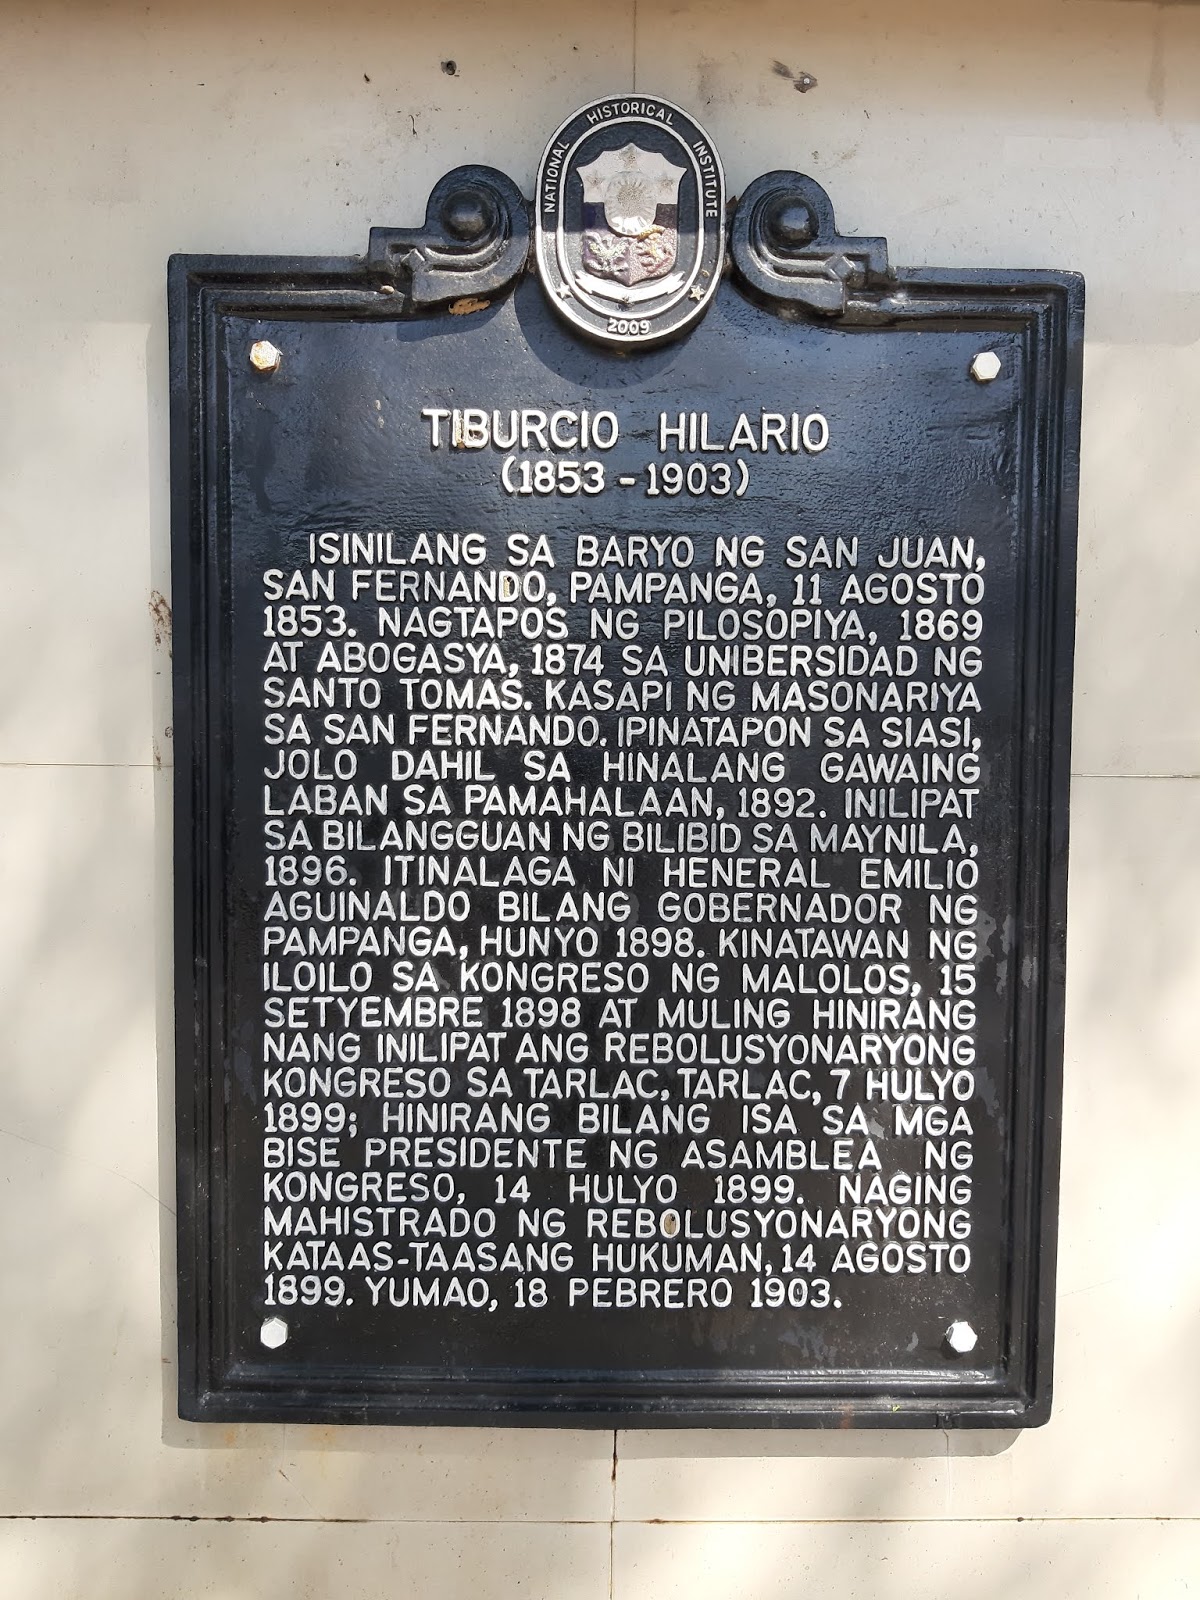 NATIONAL HISTORICAL INSTITUTE
2009
TIBURCIO HILARIO
(1853 - 1903)
ISINILANG SA BARYO NG SAN JUAN,
SAN FERNANDO, PAMPANGA, 11 AGOSTO
1853. NAGTAPOS NG PILOSOPIYA, 1869
AT ABOGASYA, 1874 SA UNIBERSIDAD NG
SANTO TOMAS. KASAPI NG MASONARIYA
SA SAN FERNANDO. IPINATAPON SA SIASI,
JOLO DAHIL SA HINALANG GAWAING
LABAN SA PAMAHALAAN, 1892. INILIPAT
SA BILANGGUAN NG BILIBID SA MAYNILA,
1896. ITINALAGA NI HENERAL EMILIO
AGUINALDO BILANG GOBERNADOR NG
PAMPANGA, HUNYO 1898. KINATAWAN NG
ILOILO SA KONGRESO NG MALOLOS, 15
SETYEMBRE 1898 AT MULING HINIRANG
NANG INILIPAT ANG REBOLUSYONARYONG
KONGRESO SA TARLAC, TARLAC, 7 HULYO
1899; HINIRANG BILANG ISA SA MGA
BISE PRESIDENTE NG ASAMBLEA NG
KONGRESO, 14 HULYO 1899. NAGING
MAHISTRADO NG REBOLUSYONARYONG
KATAAS-TAASANG HUKUMAN, 14 AGOSTO
1899. YUMAO, 18 PEBRERO 1903.